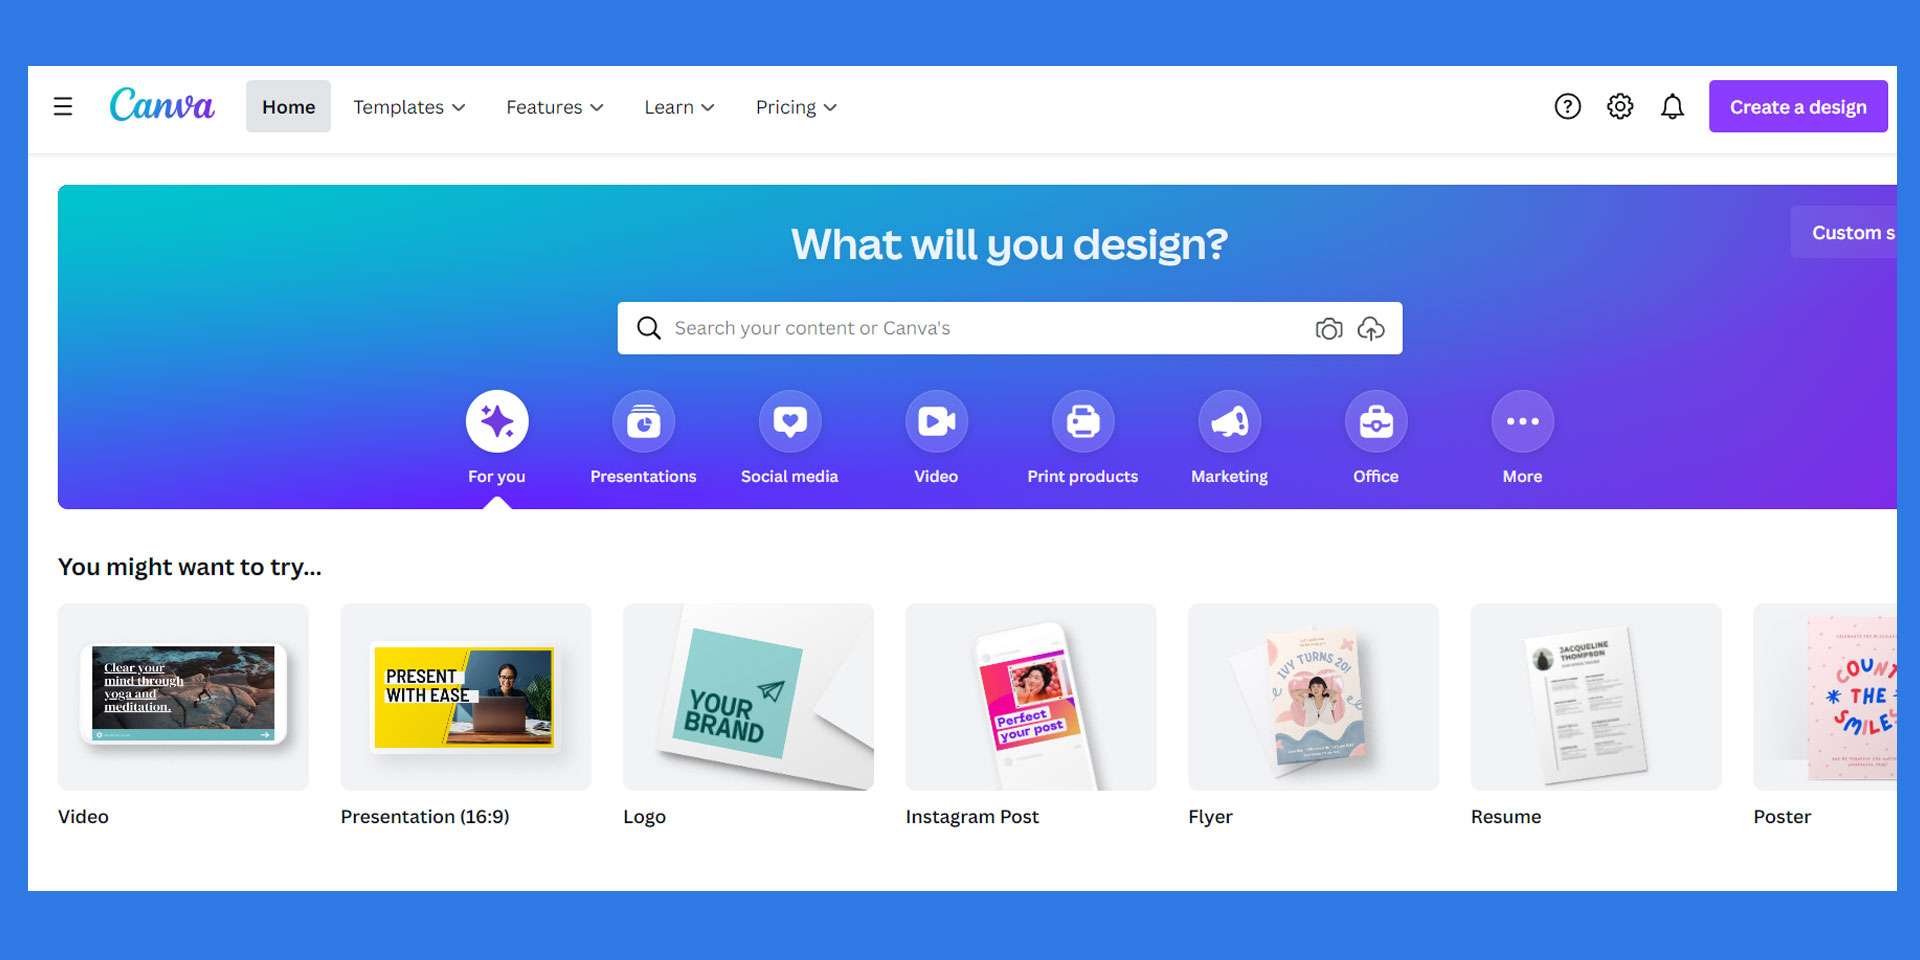 Canva
Home
Templates
Features
Learn
Pricing
Create a design
What will you design?
Custom s
Search your content or Canva's
For you
Presentations
Social media
Video
Print products
Marketing
Office
More
You might want to try...
Clear your
mind through
yoga and
meditation.
PRESENT
WITH EASE
YOUR
BRAND
Perfect
your post
IVY TURNS 20!
JACQUELINE
THOMPSON
COUNT
THE
SMILES
Video
Presentation (16:9)
Logo
Instagram Post
Flyer
Resume
Poster